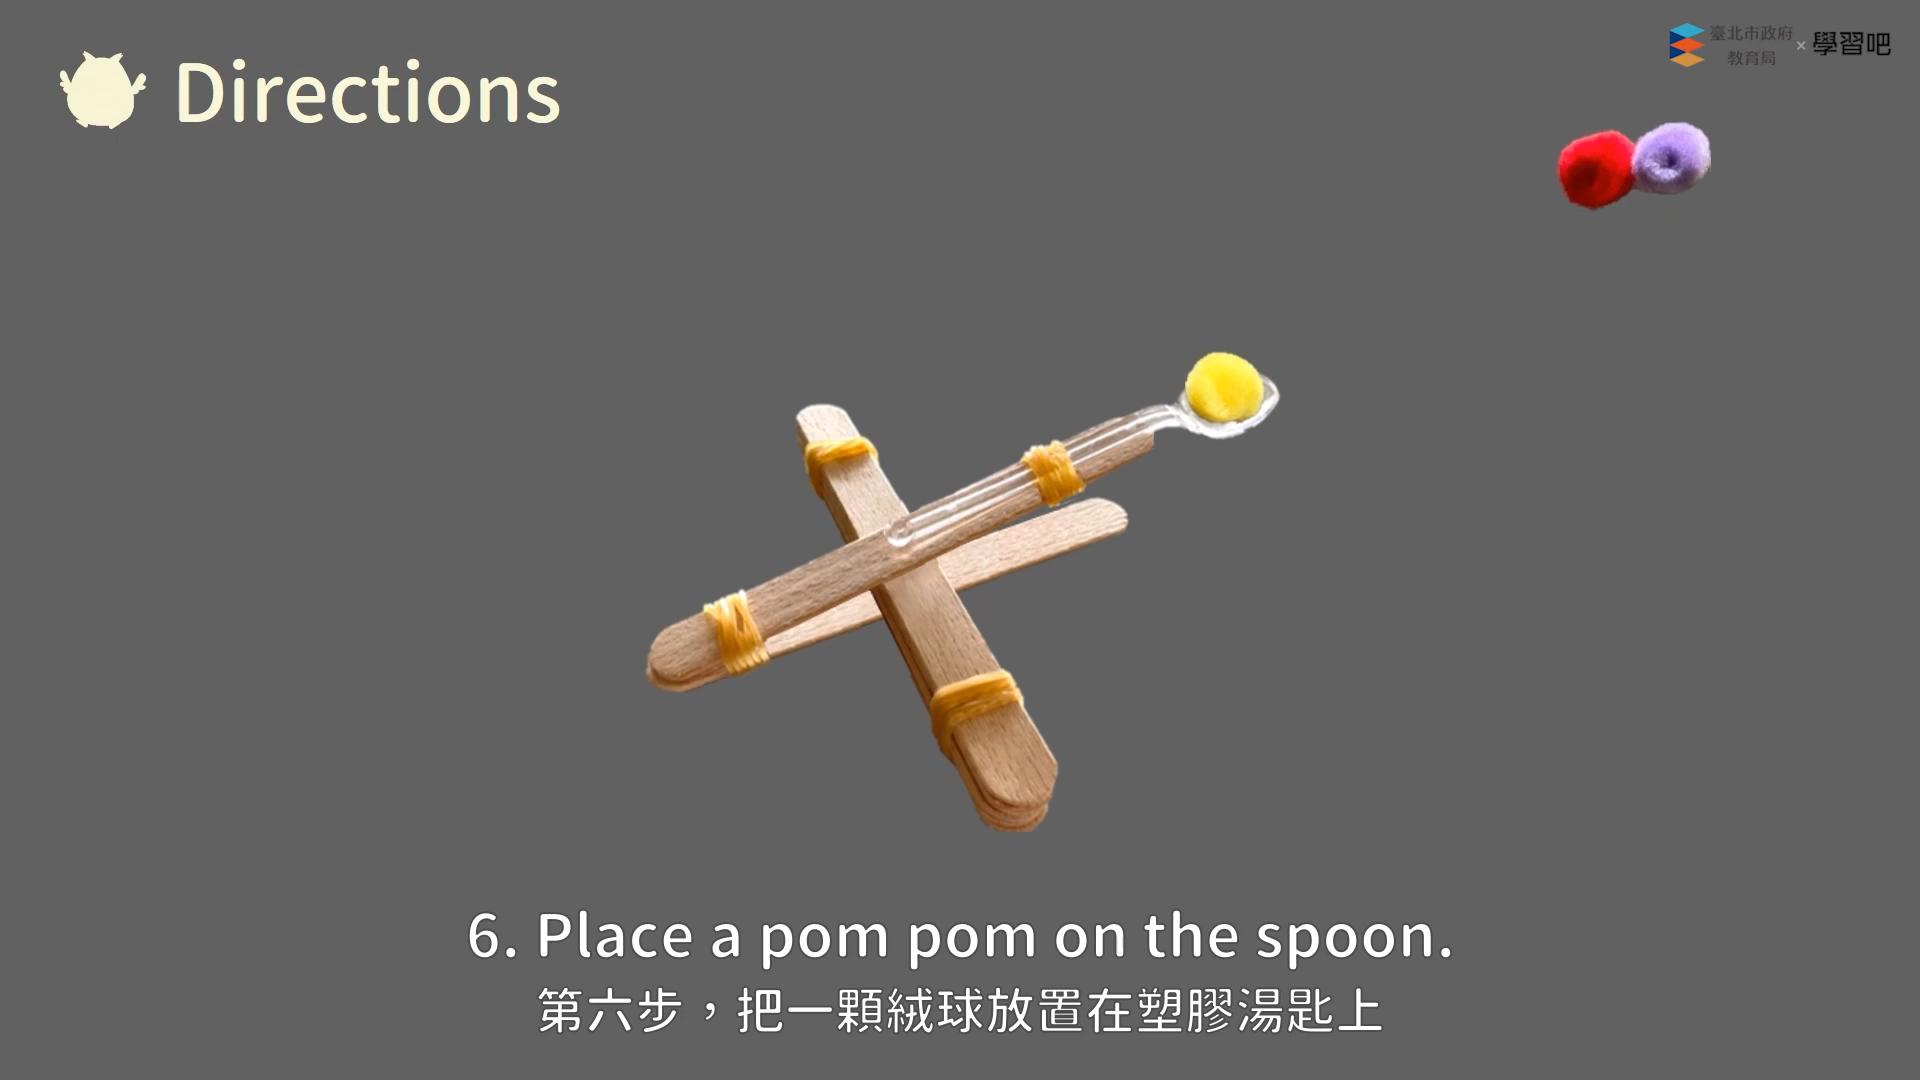 Directions
臺北市政府
教育局
× 學習吧
6. Place a pom pom on the spoon.
第六步，把一顆絨球放置在塑膠湯匙上